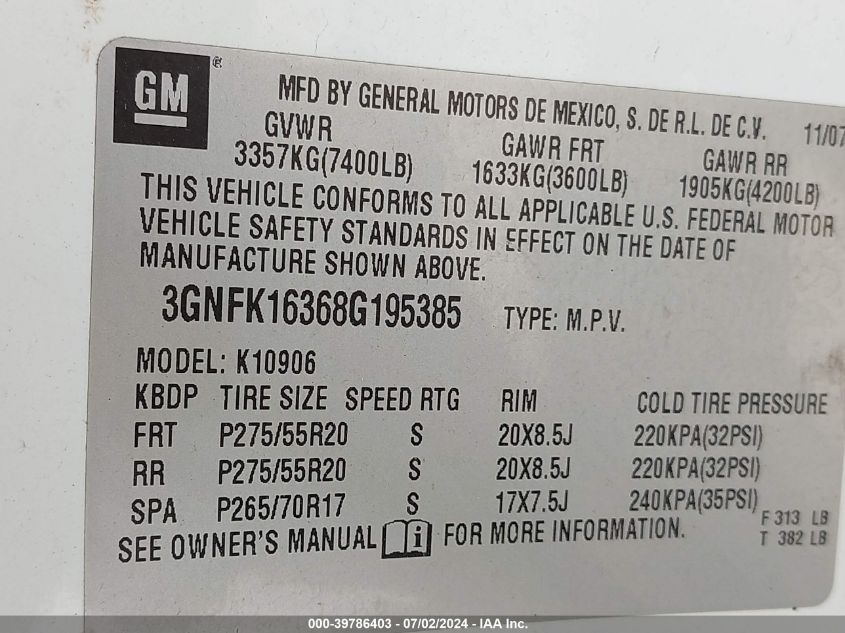 GM
MFD BY GENERAL MOTORS DE MEXICO, S. DE R.L. DE C.V. 11/07
GVWR GAWR FRT GAWR RR
3357KG(7400LB) 1633KG(3600LB) 1905KG(4200LB)
THIS VEHICLE CONFORMS TO ALL APPLICABLE U.S. FEDERAL MOTOR
VEHICLE SAFETY STANDARDS IN EFFECT ON THE DATE OF
MANUFACTURE SHOWN ABOVE.
3GNFK16368G195385 TYPE: M.P.V.
MODEL: K10906
KBDP TIRE SIZE SPEED RTG RIM COLD TIRE PRESSURE
FRT P275/55R20 S 20X8.5J 220KPA(32PSI)
RR P275/55R20 S 20X8.5J 220KPA(32PSI)
SPA P265/70R17 S 17X7.5J 240KPA(35PSI)
F 313 LB
SEE OWNER'S MANUAL i FOR MORE INFORMATION. T 382 LB
000-39786403 - 07/02/2024 - IAA Inc.